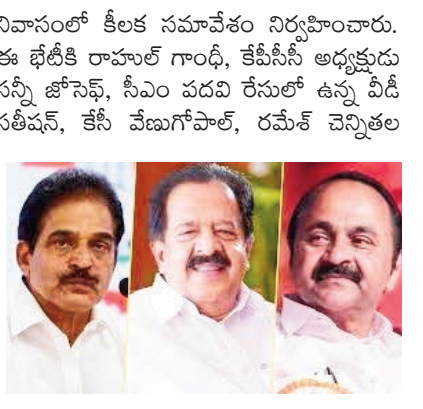 నివాసంలో కీలక సమావేశం నిర్వహించారు.
ఈ భేటీకి రాహుల్ గాంధీ, కేపీసీసీ అధ్యక్షుడు
సన్నీ జోసెఫ్, సీఎం పదవి రేసులో ఉన్న వీడీ
సతీషన్, కేసీ వేణుగోపాల్, రమేశ్ చెన్నితల